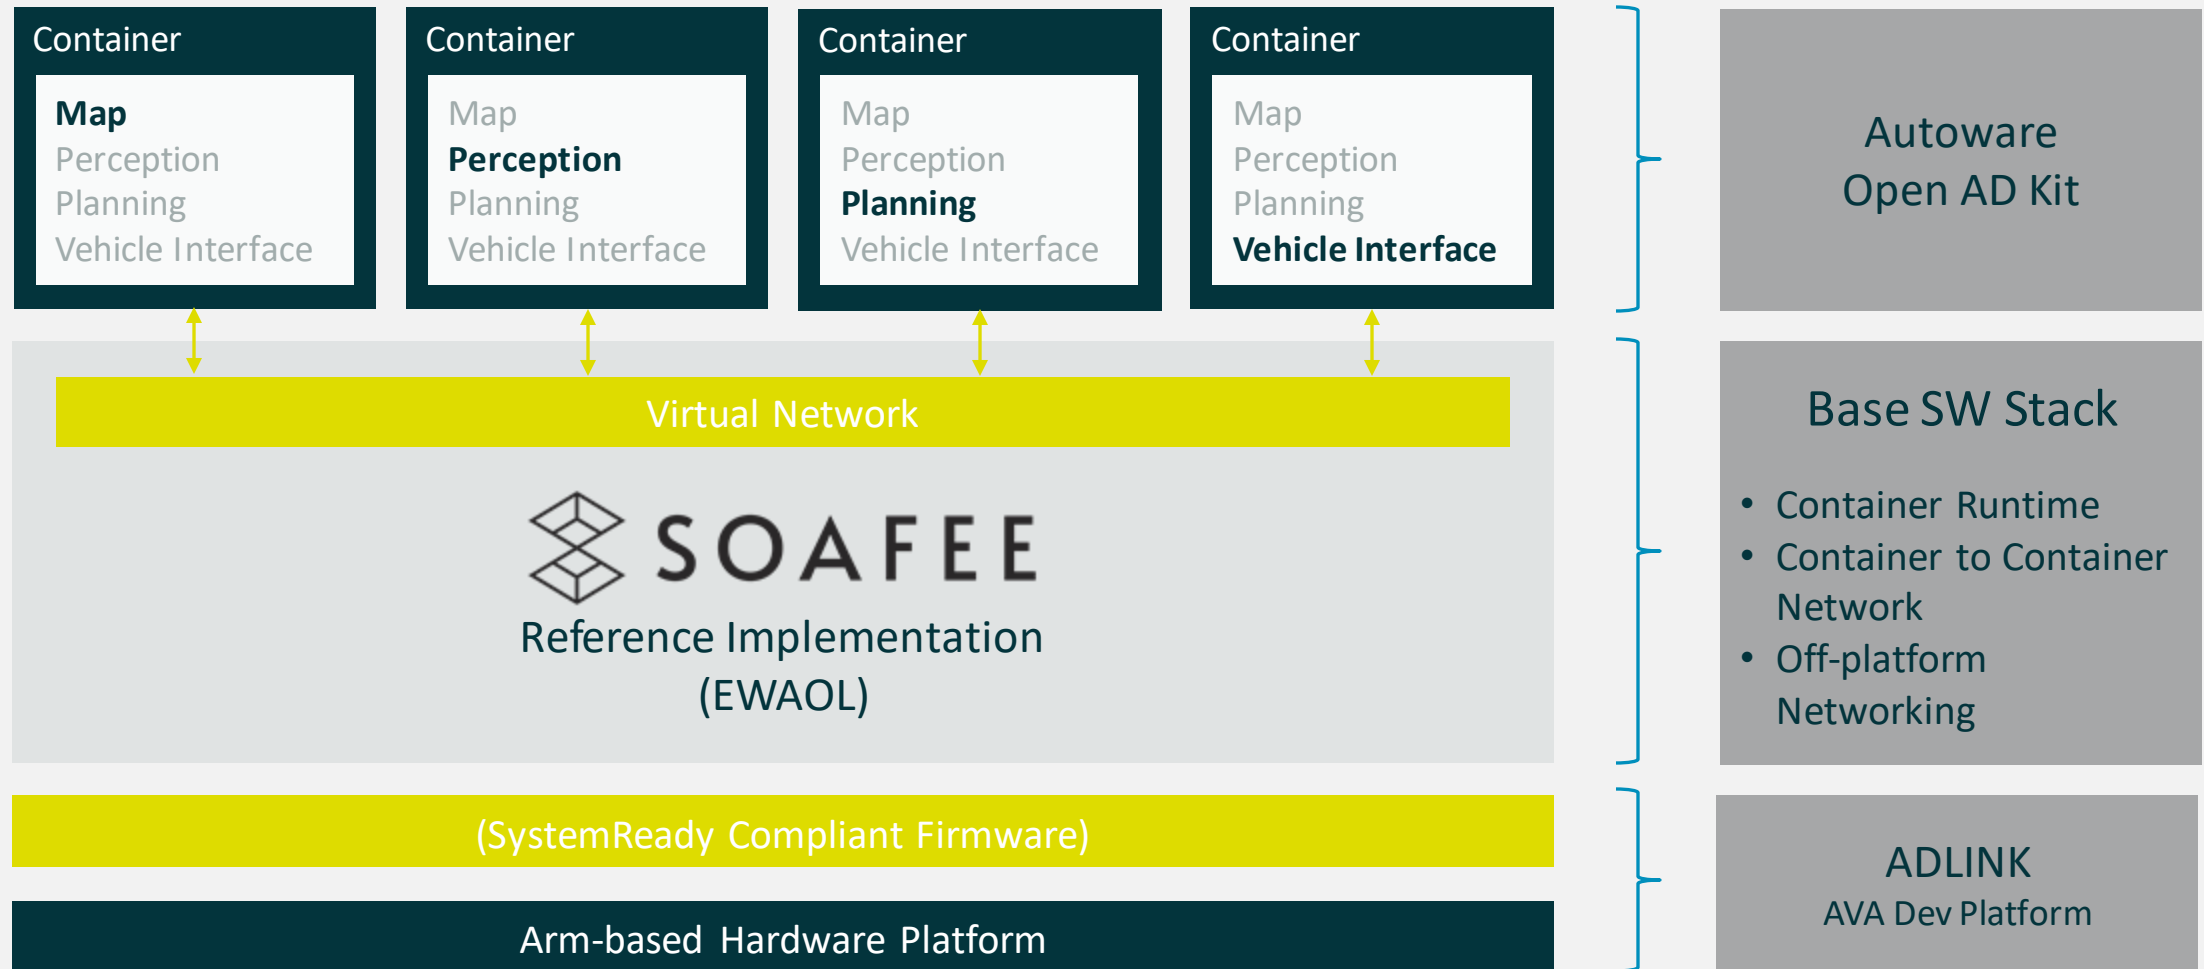 Container
Map
Perception
Planning
Vehicle Interface
Container
Map
Perception
Planning
Vehicle Interface
Container
Map
Perception
Planning
Vehicle Interface
Container
Map
Perception
Planning
Vehicle Interface
Autoware
Open AD Kit
Virtual Network
SOAFEE
Reference Implementation
(EWAOL)
Base SW Stack
• Container Runtime
• Container to Container
Network
• Off-platform
Networking
(SystemReady Compliant Firmware)
Arm-based Hardware Platform
ADLINK
AVA Dev Platform